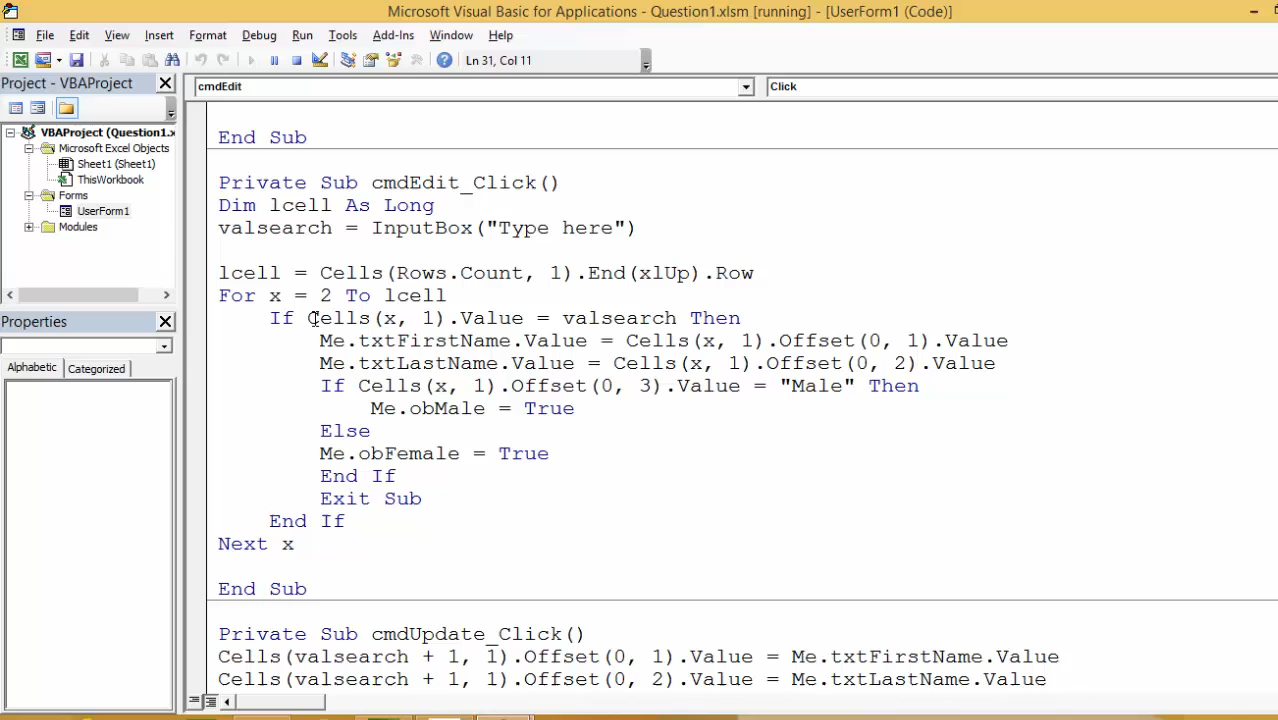 Microsoft Visual Basic for Applications - Question1.xlsm [running] - [UserForm1 (Code)]
File Edit View Insert Format Debug Run Tools Add-Ins Window Help
Ln 31, Col 11
Project - VBAProject
cmdEdit
Click
VBAProject (Question1.x
Microsoft Excel Objects
Sheet1 (Sheet1)
ThisWorkbook
Forms
UserForm1
Modules
Properties
Alphabetic Categorized
End Sub
Private Sub cmdEdit_Click()
Dim lcell As Long
valsearch = InputBox("Type here")
lcell = Cells(Rows.Count, 1).End(xlUp).Row
For x = 2 To lcell
If Cells(x, 1).Value = valsearch Then
Me.txtFirstName.Value = Cells(x, 1).Offset(0, 1).Value
Me.txtLastName.Value = Cells(x, 1).Offset(0, 2).Value
If Cells(x, 1).Offset(0, 3).Value = "Male" Then
Me.obMale = True
Else
Me.obFemale = True
End If
Exit Sub
End If
Next x
End Sub
Private Sub cmdUpdate_Click()
Cells(valsearch + 1, 1).Offset(0, 1).Value = Me.txtFirstName.Value
Cells(valsearch + 1, 1).Offset(0, 2).Value = Me.txtLastName.Value